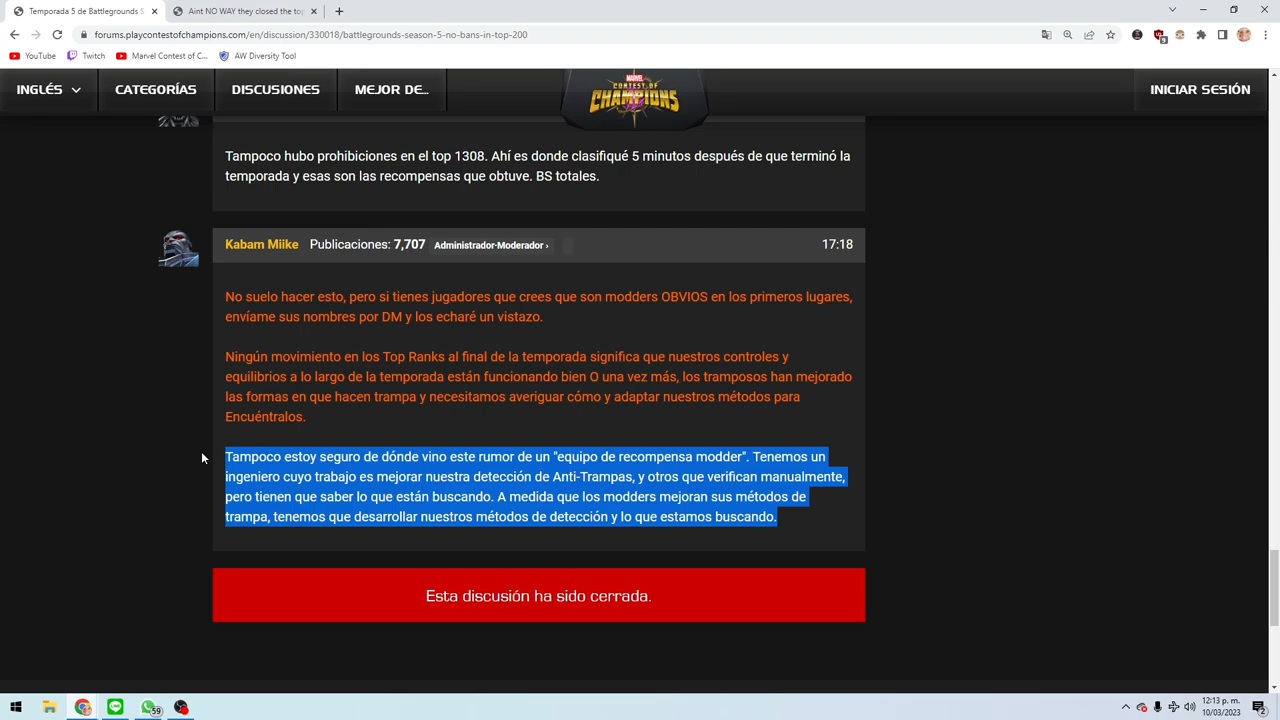 Temporada 5 de Battlegrounds S
Aint NO WAY they closed the top
forums.playcontestofchampions.com/en/discussion/330018/battlegrounds-season-5-no-bans-in-top-200
YouTube
Twitch
Marvel Contest of C...
AW Diversity Tool
INGLÉS
CATEGORÍAS
DISCUSIONES
MEJOR DE...
MARVEL
CONTEST OF
CHAMPIONS
INICIAR SESIÓN
Tampoco hubo prohibiciones en el top 1308. Ahí es donde clasifiqué 5 minutos después de que terminó la
temporada y esas son las recompensas que obtuve. BS totales.
Kabam Miike Publicaciones: 7,707 Administrador·Moderador › 17:18
No suelo hacer esto, pero si tienes jugadores que crees que son modders OBVIOS en los primeros lugares,
envíame sus nombres por DM y los echaré un vistazo.
Ningún movimiento en los Top Ranks al final de la temporada significa que nuestros controles y
equilibrios a lo largo de la temporada están funcionando bien O una vez más, los tramposos han mejorado
las formas en que hacen trampa y necesitamos averiguar cómo y adaptar nuestros métodos para
Encuéntralos.
Tampoco estoy seguro de dónde vino este rumor de un "equipo de recompensa modder". Tenemos un
ingeniero cuyo trabajo es mejorar nuestra detección de Anti-Trampas, y otros que verifican manualmente,
pero tienen que saber lo que están buscando. A medida que los modders mejoran sus métodos de
trampa, tenemos que desarrollar nuestros métodos de detección y lo que estamos buscando.
Esta discusión ha sido cerrada.
59
12:13 p. m.
10/03/2023
2